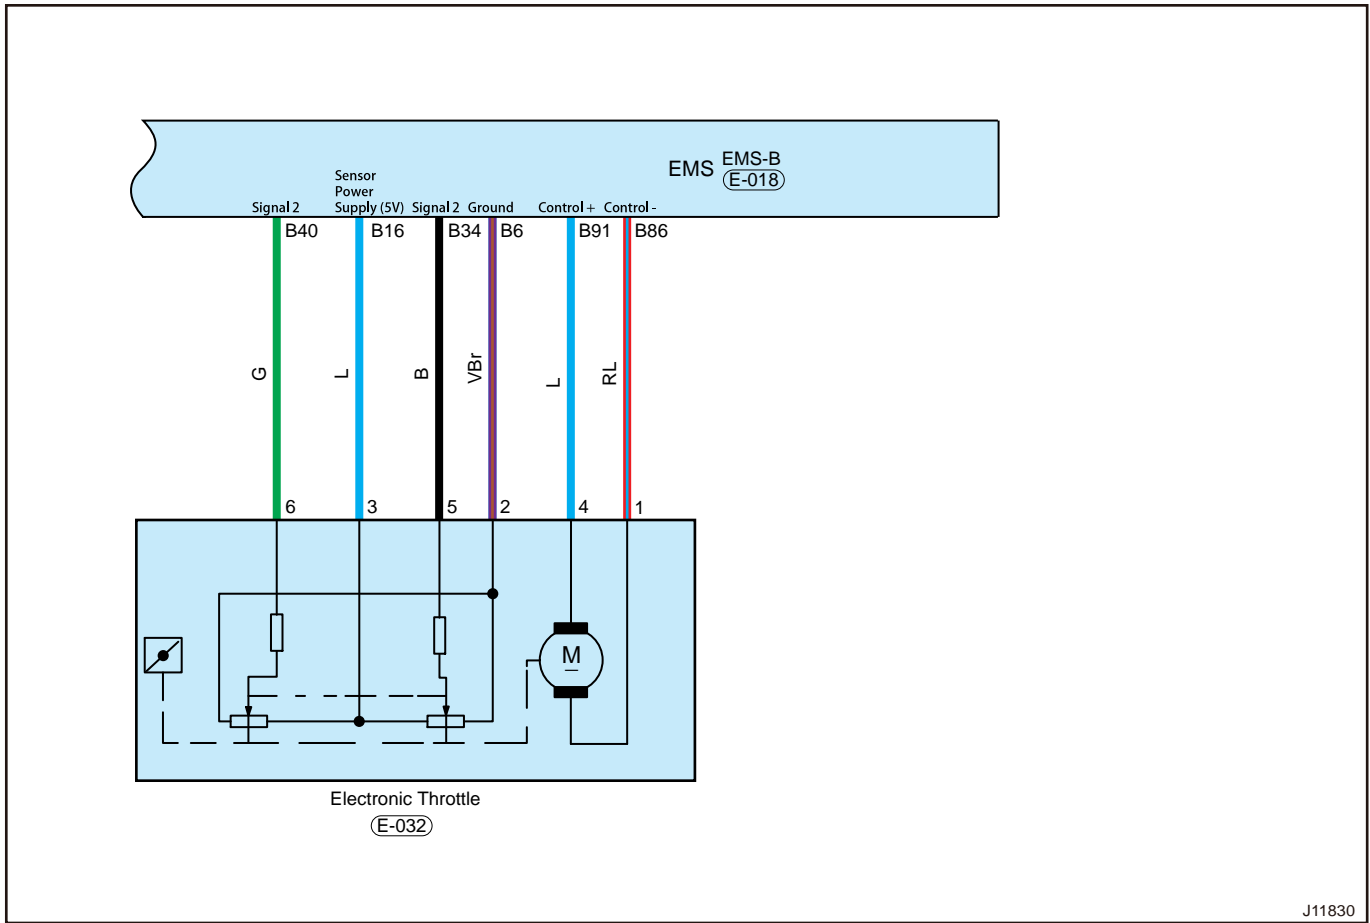 EMS
EMS-B
E-018
Sensor
Power
Signal 2 Supply (5V) Signal 2 Ground Control + Control -
B40 B16 B34 B6 B91 B86
G L B VBr L RL
6 3 5 2 4 1
M
Electronic Throttle
E-032
J11830